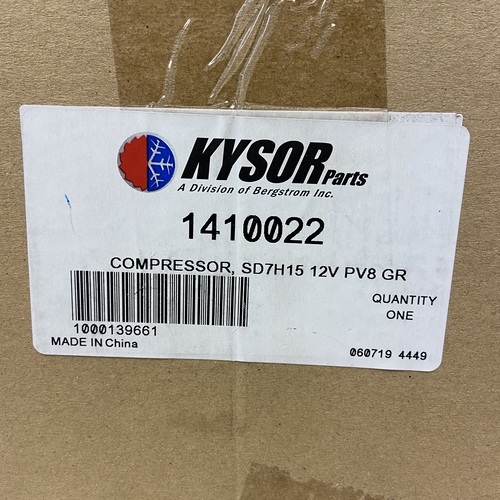 KYSOR Parts
A Division of Bergstrom Inc.
1410022
COMPRESSOR, SD7H15 12V PV8 GR
QUANTITY
ONE
1000139661
MADE IN China
060719 4449